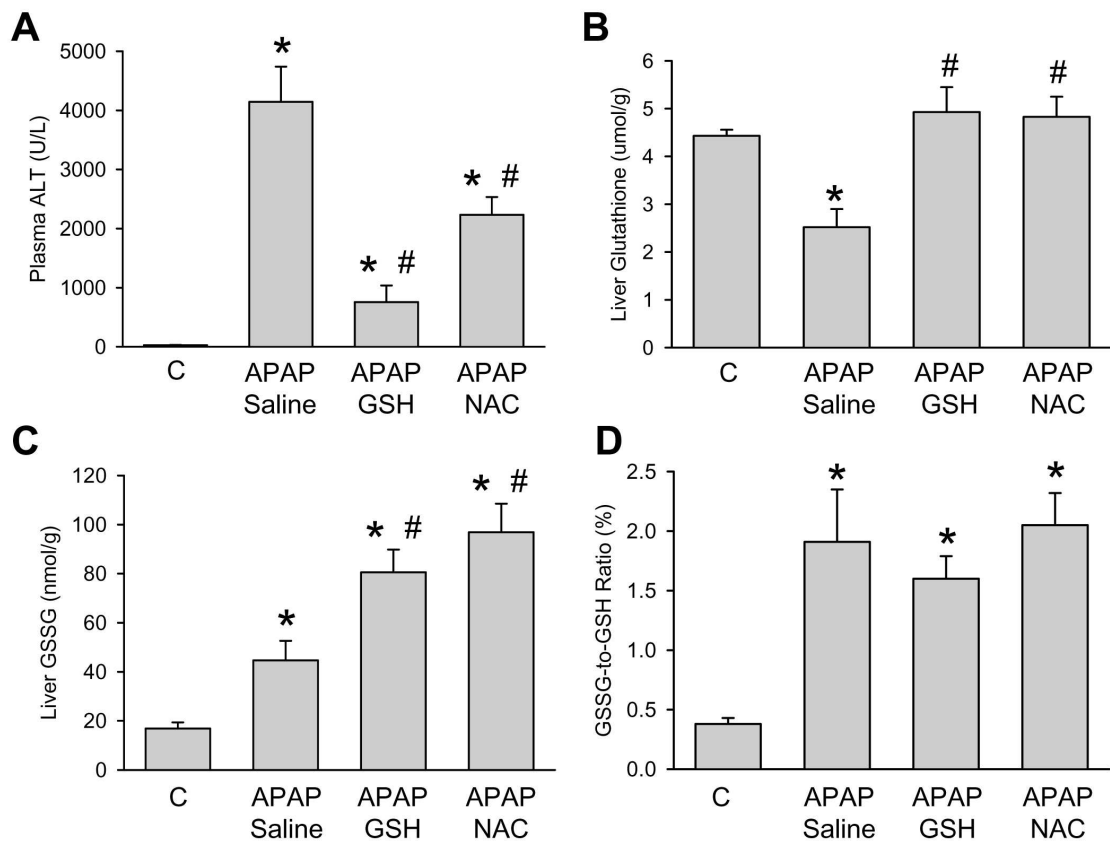 A
Plasma ALT (U/L)
5000
4000
3000
2000
1000
0
*
* #
* #
C
APAP
Saline
APAP
GSH
APAP
NAC
B
Liver Glutathione (umol/g)
6
5
4
3
2
1
0
*
#
#
C
APAP
Saline
APAP
GSH
APAP
NAC
C
Liver GSSG (nmol/g)
120
100
80
60
40
20
0
*
* #
* #
C
APAP
Saline
APAP
GSH
APAP
NAC
D
GSSG-to-GSH Ratio (%)
2.5
2.0
1.5
1.0
0.5
0.0
*
*
*
C
APAP
Saline
APAP
GSH
APAP
NAC